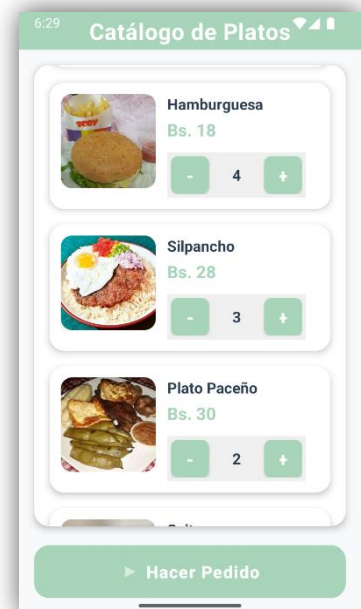 6:29
Catálogo de Platos
Hamburguesa
Bs. 18
- 4 +
Silpancho
Bs. 28
- 3 +
Plato Paceño
Bs. 30
- 2 +
➤ Hacer Pedido